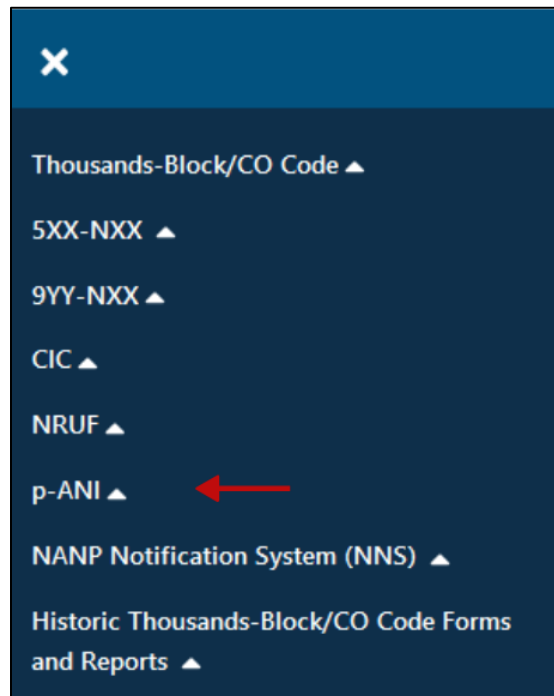 Thousands-Block/CO Code
5XX-NXX
9YY-NXX
CIC
NRUF
p-ANI
NANP Notification System (NNS)
Historic Thousands-Block/CO Code Forms
and Reports